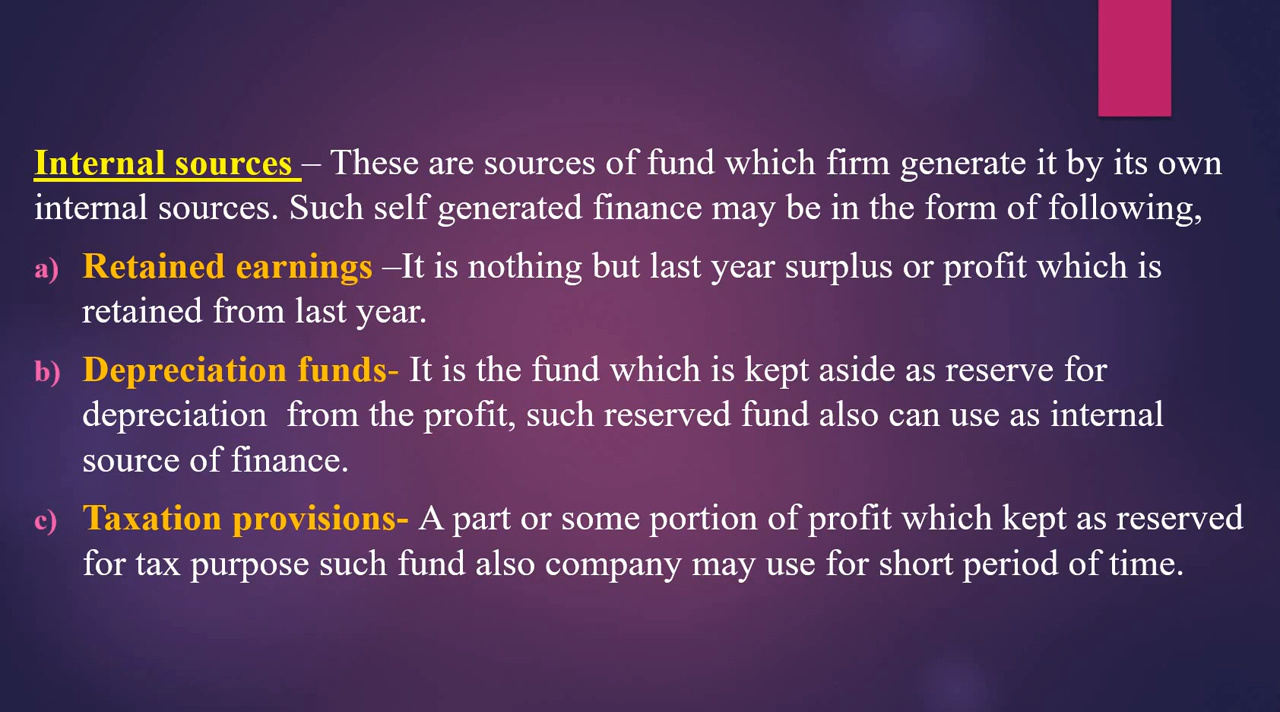 Internal sources – These are sources of fund which firm generate it by its own
internal sources. Such self generated finance may be in the form of following,
a) Retained earnings –It is nothing but last year surplus or profit which is
retained from last year.
b) Depreciation funds- It is the fund which is kept aside as reserve for
depreciation  from the profit, such reserved fund also can use as internal
source of finance.
c) Taxation provisions- A part or some portion of profit which kept as reserved
for tax purpose such fund also company may use for short period of time.